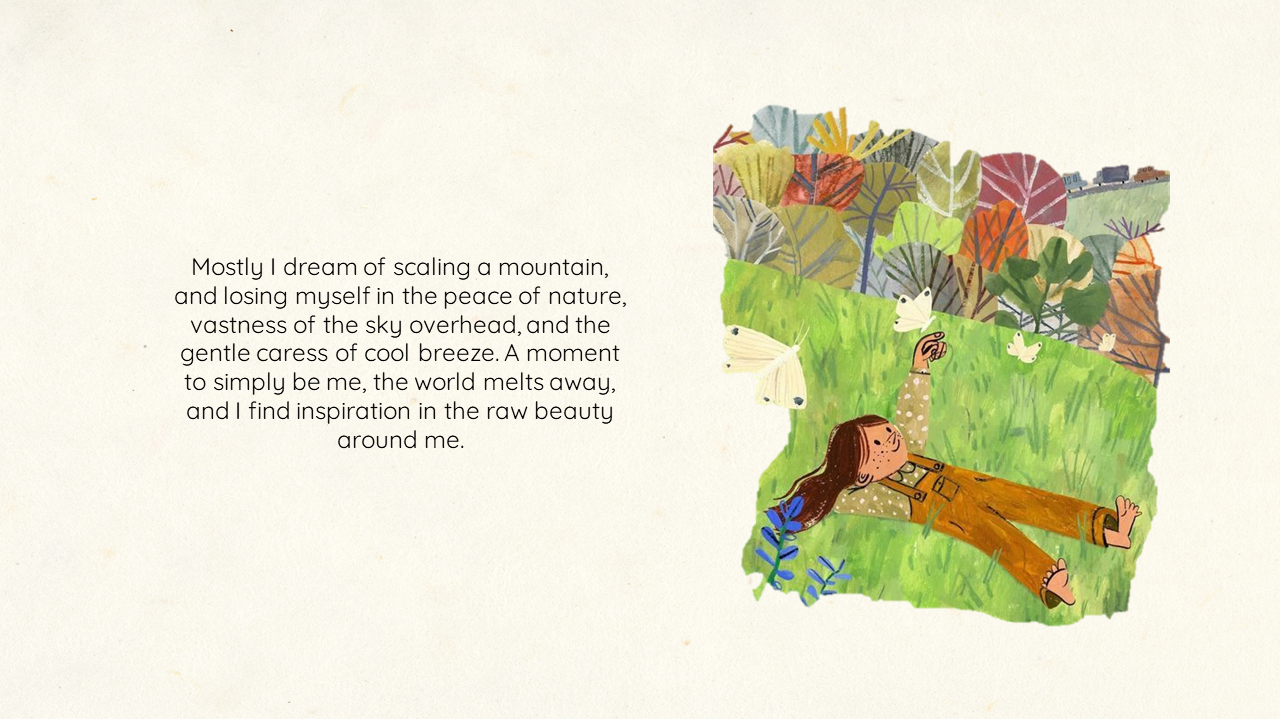 Mostly I dream of scaling a mountain,
and losing myself in the peace of nature,
vastness of the sky overhead, and the
gentle caress of cool breeze. A moment
to simply be me, the world melts away,
and I find inspiration in the raw beauty
around me.